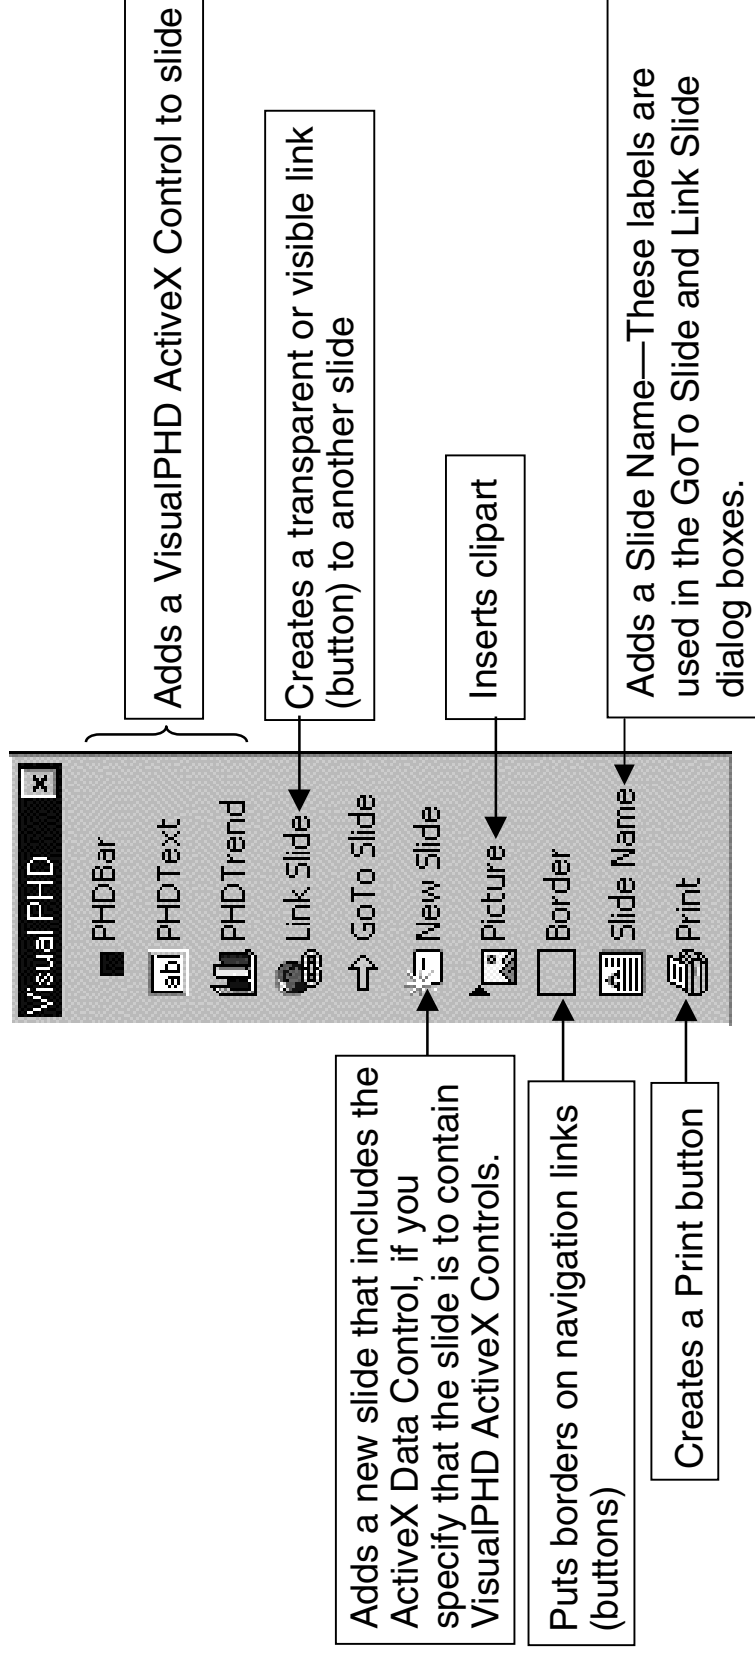 Adds a VisualPHD ActiveX Control to slide
Creates a transparent or visible link
(button) to another slide
Inserts clipart
Adds a Slide Name—These labels are
used in the GoTo Slide and Link Slide
dialog boxes.
Visual PHD
x
PHDBar
abl PHDText
PHDTrend
Link Slide
GoTo Slide
New Slide
Picture
Border
A Slide Name
Print
Adds a new slide that includes the
ActiveX Data Control, if you
specify that the slide is to contain
VisualPHD ActiveX Controls.
Puts borders on navigation links
(buttons)
Creates a Print button